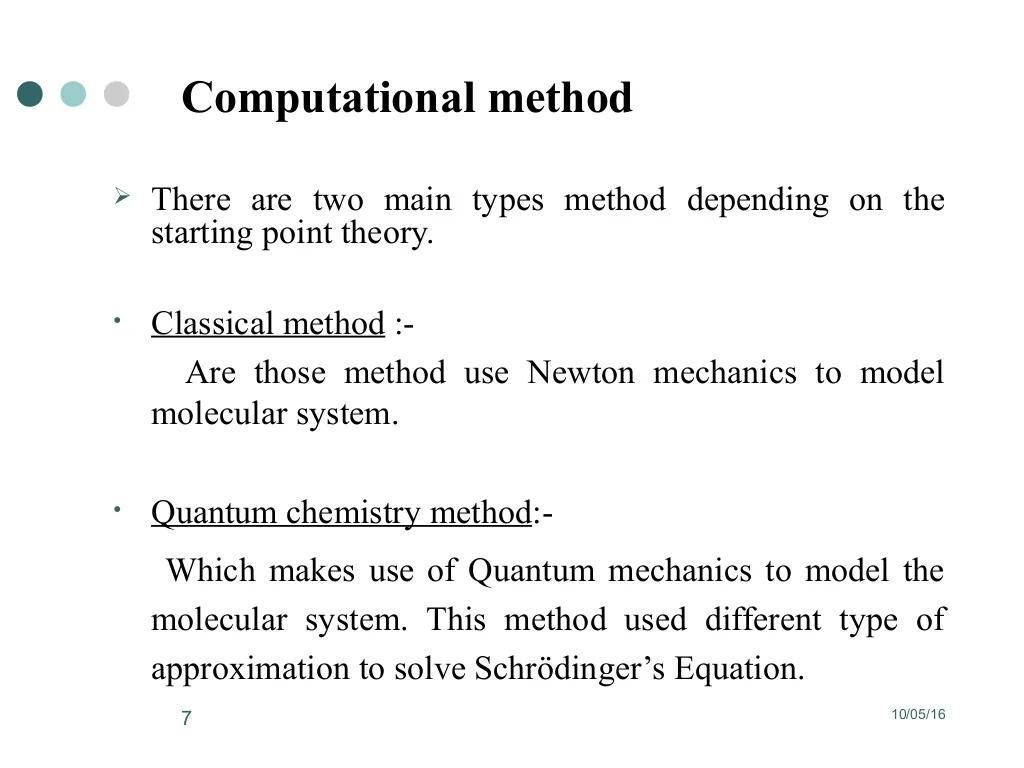 Computational method
There are two main types method depending on the
starting point theory.
Classical method :-
Are those method use Newton mechanics to model
molecular system.
Quantum chemistry method:-
Which makes use of Quantum mechanics to model the
molecular system. This method used different type of
approximation to solve Schrödinger’s Equation.
7
10/05/16